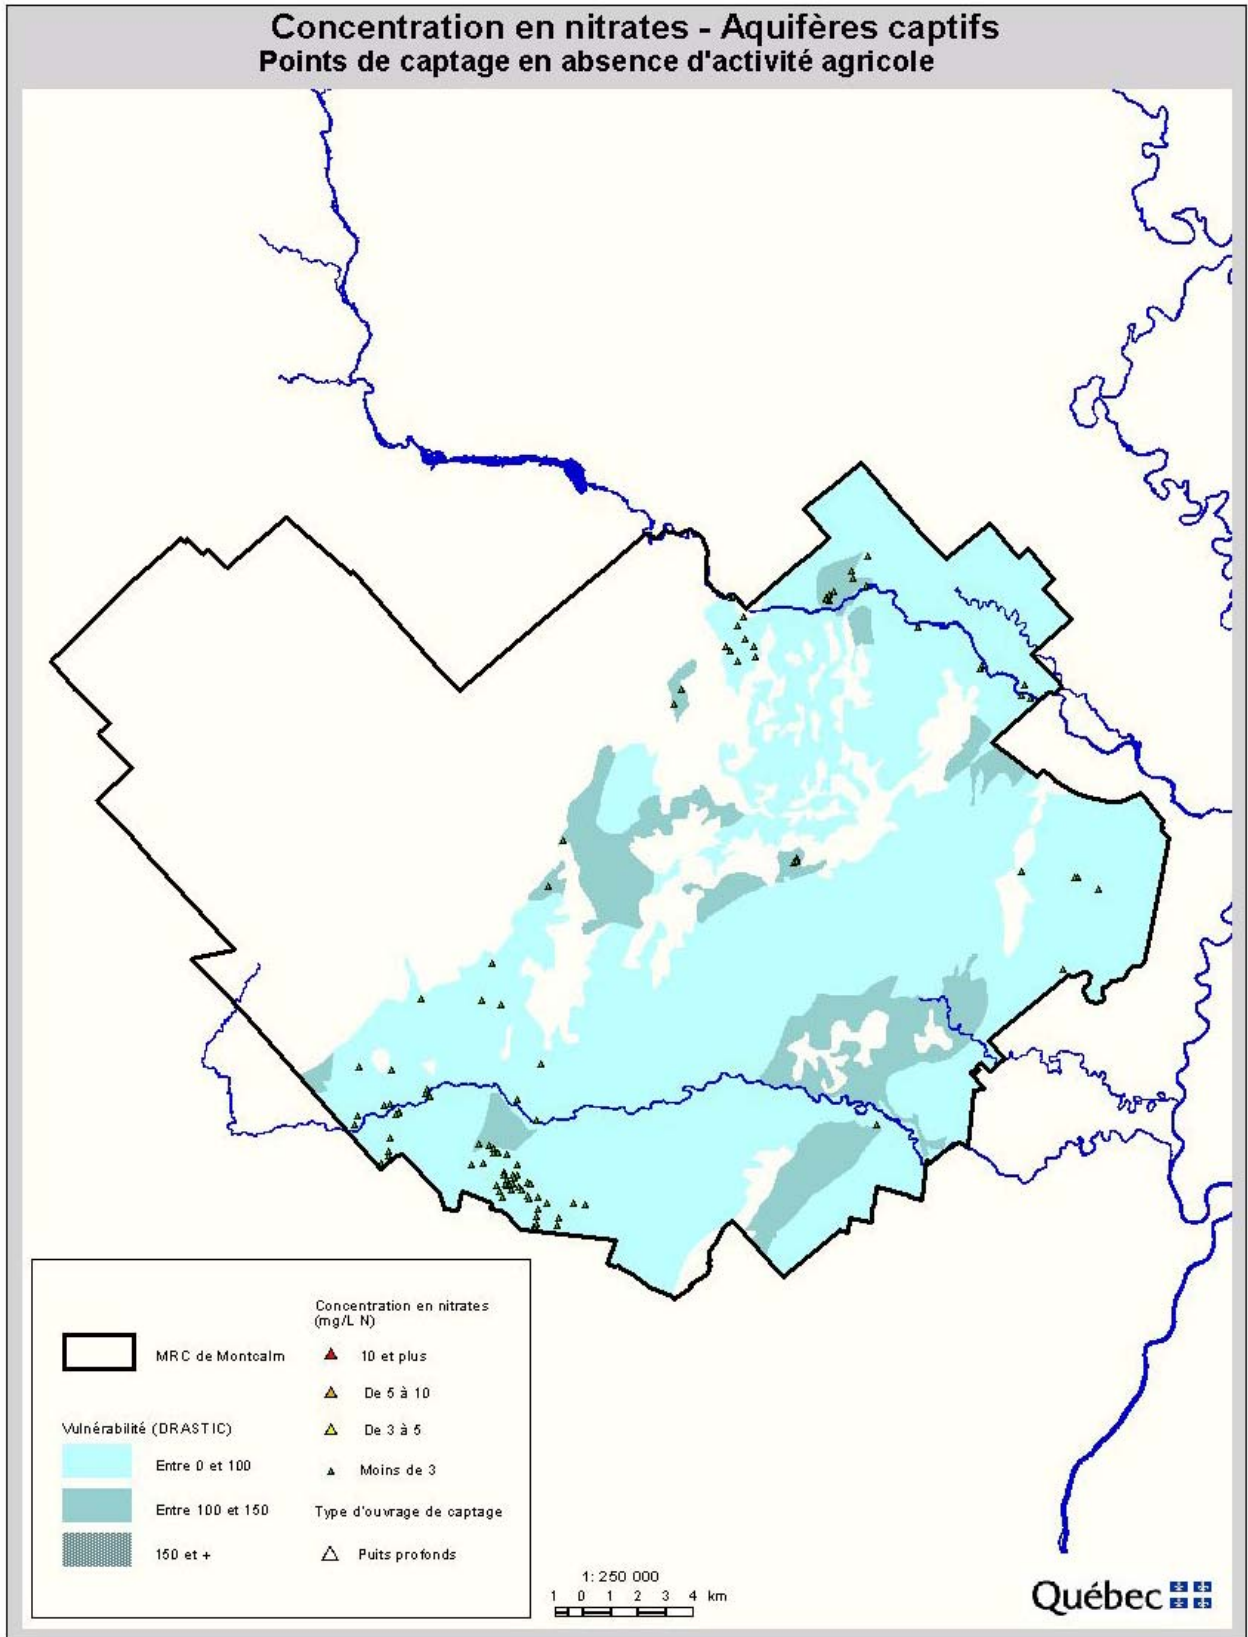 Concentration en nitrates - Aquifères captifs
Points de captage en absence d'activité agricole
MRC de Montcalm
Vulnérabilité (DRASTIC)
Entre 0 et 100
Entre 100 et 150
150 et +
Concentration en nitrates
(mg/L N)
10 et plus
De 5 à 10
De 3 à 5
Moins de 3
Type d'ouvrage de captage
Puits profonds
1: 250 000
1 0 1 2 3 4 km
Québec